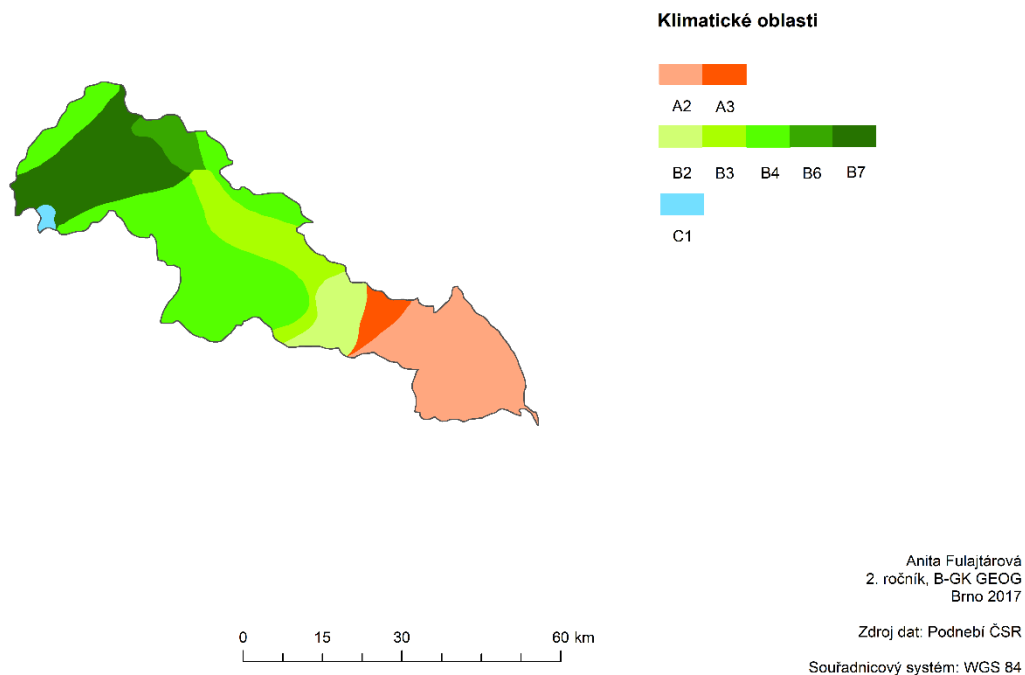 Klimatické oblasti
A2 A3
B2 B3 B4 B6 B7
C1
0 15 30 60 km
Anita Fulajtárová
2. ročník, B-GK GEOG
Brno 2017
Zdroj dat: Podnebí ČSR
Souřadnicový systém: WGS 84